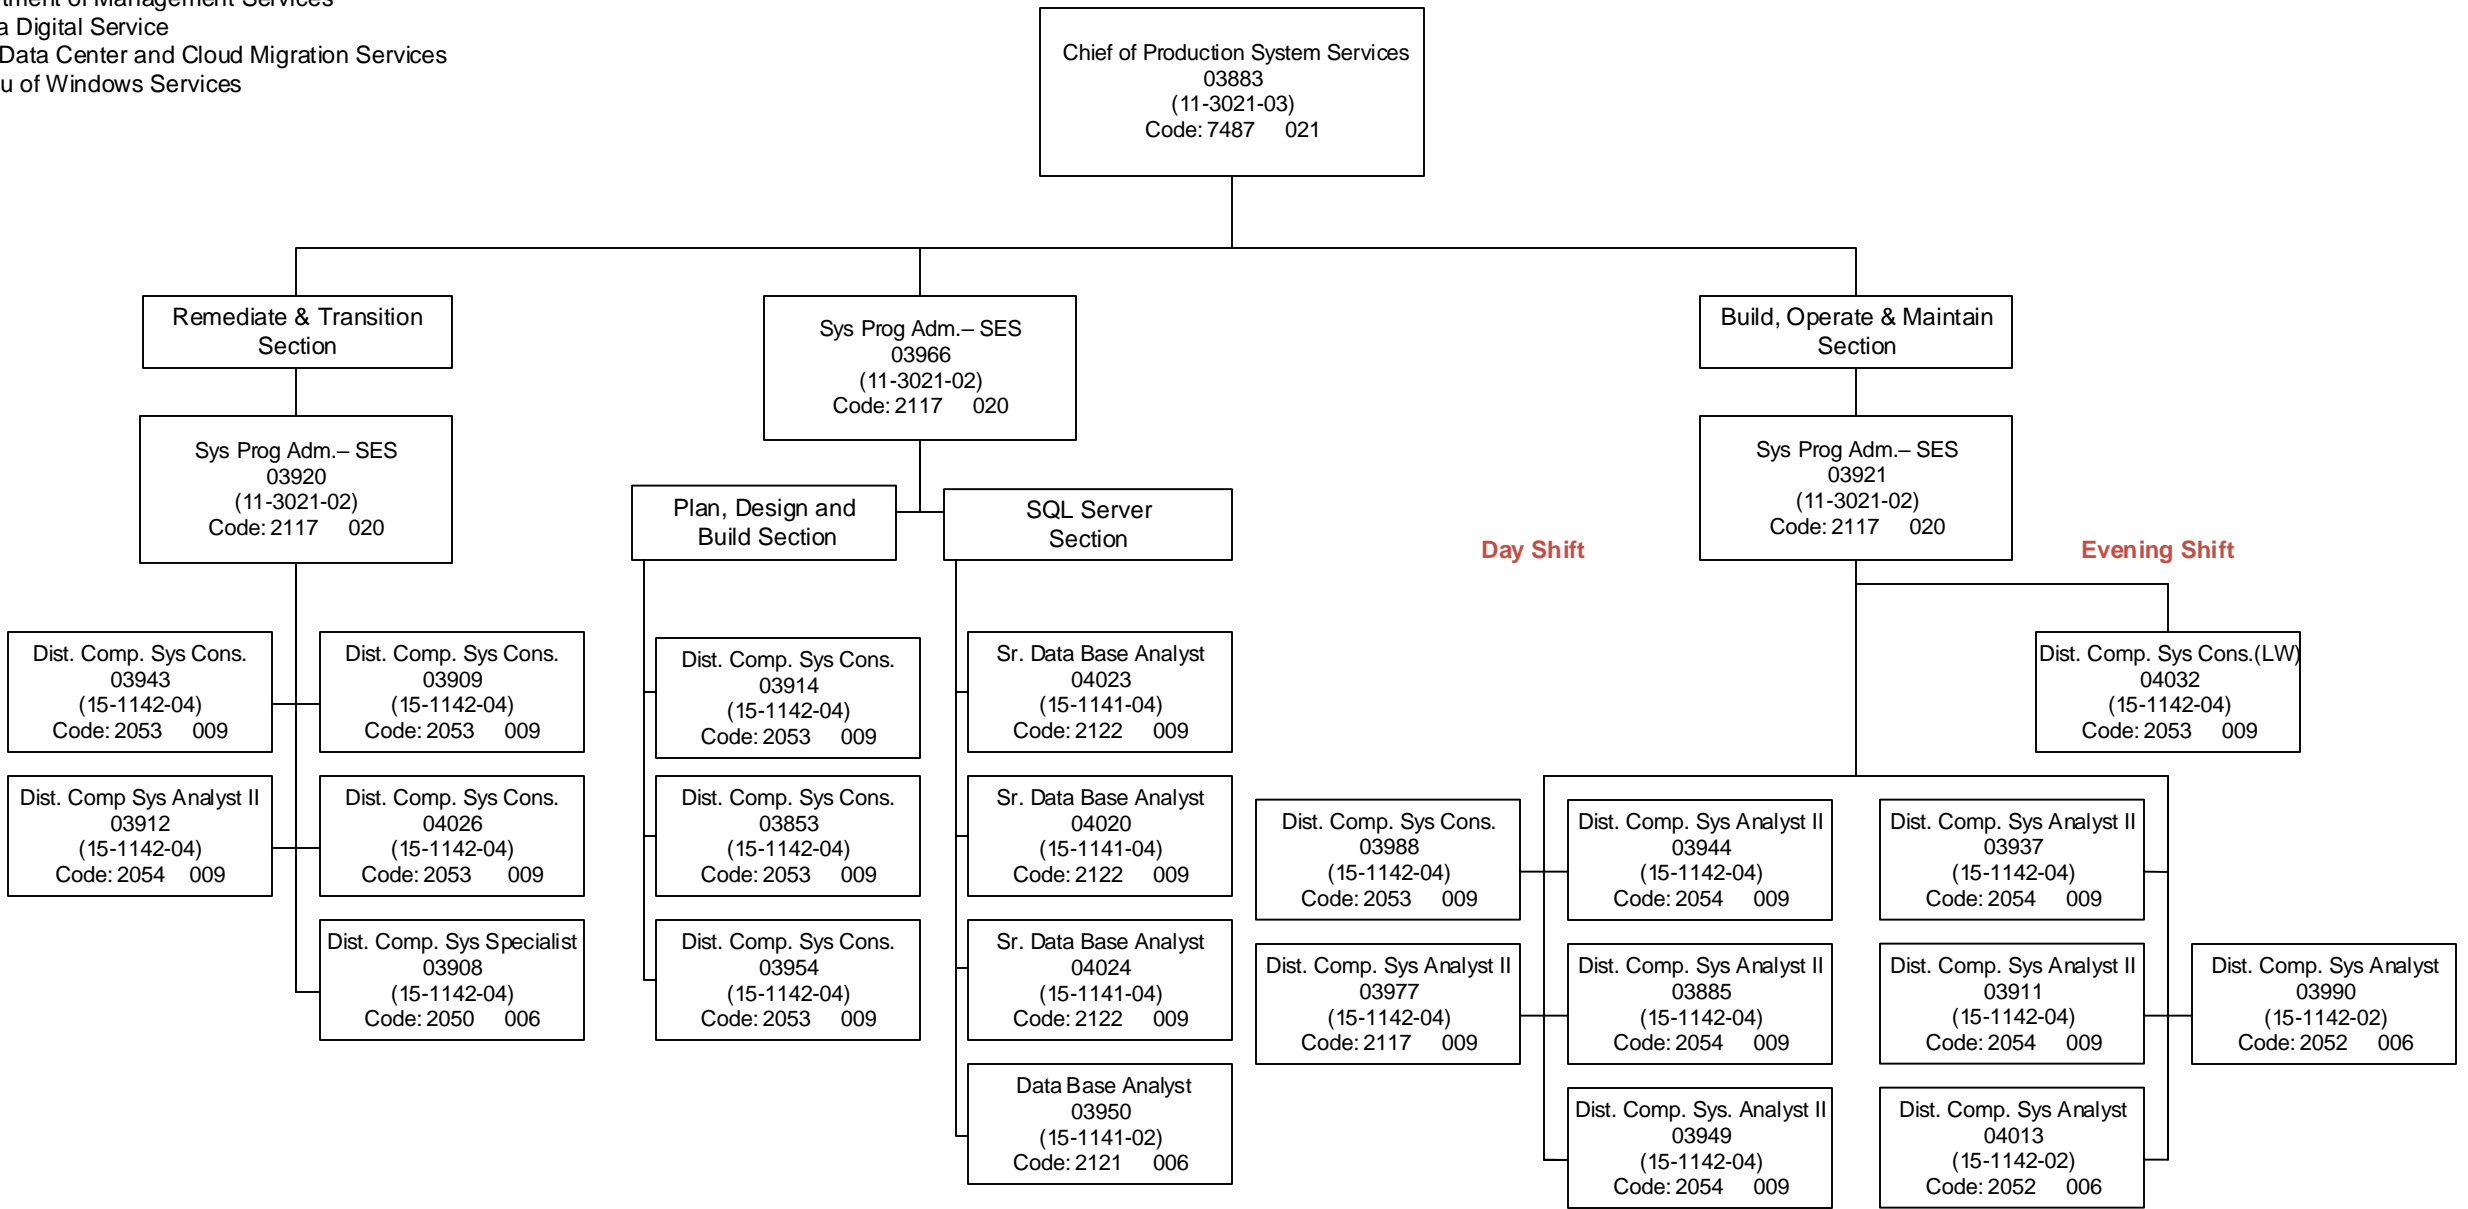 a Digital Service
Data Center and Cloud Migration Services
u of Windows Services
Chief of Production System Services
03883
(11-3021-03)
Code: 7487 021
Remediate & Transition
Section
Sys Prog Adm.– SES
03920
(11-3021-02)
Code: 2117 020
Dist. Comp. Sys Cons.
03943
(15-1142-04)
Code: 2053 009
Dist. Comp. Sys Cons.
03909
(15-1142-04)
Code: 2053 009
Dist. Comp Sys Analyst II
03912
(15-1142-04)
Code: 2054 009
Dist. Comp. Sys Cons.
04026
(15-1142-04)
Code: 2053 009
Dist. Comp. Sys Specialist
03908
(15-1142-04)
Code: 2050 006
Sys Prog Adm.– SES
03966
(11-3021-02)
Code: 2117 020
Plan, Design and
Build Section
Dist. Comp. Sys Cons.
03914
(15-1142-04)
Code: 2053 009
Dist. Comp. Sys Cons.
03853
(15-1142-04)
Code: 2053 009
Dist. Comp. Sys Cons.
03954
(15-1142-04)
Code: 2053 009
SQL Server
Section
Sr. Data Base Analyst
04023
(15-1141-04)
Code: 2122 009
Sr. Data Base Analyst
04020
(15-1141-04)
Code: 2122 009
Sr. Data Base Analyst
04024
(15-1141-04)
Code: 2122 009
Data Base Analyst
03950
(15-1141-02)
Code: 2121 006
Build, Operate & Maintain
Section
Sys Prog Adm.– SES
03921
(11-3021-02)
Code: 2117 020
Day Shift
Evening Shift
Dist. Comp. Sys Cons.(LW)
04032
(15-1142-04)
Code: 2053 009
Dist. Comp. Sys Cons.
03988
(15-1142-04)
Code: 2053 009
Dist. Comp. Sys Analyst II
03944
(15-1142-04)
Code: 2054 009
Dist. Comp. Sys Analyst II
03937
(15-1142-04)
Code: 2054 009
Dist. Comp. Sys Analyst II
03977
(15-1142-04)
Code: 2117 009
Dist. Comp. Sys Analyst II
03885
(15-1142-04)
Code: 2054 009
Dist. Comp. Sys Analyst II
03911
(15-1142-04)
Code: 2054 009
Dist. Comp. Sys Analyst
03990
(15-1142-02)
Code: 2052 006
Dist. Comp. Sys. Analyst II
03949
(15-1142-04)
Code: 2054 009
Dist. Comp. Sys Analyst
04013
(15-1142-02)
Code: 2052 006